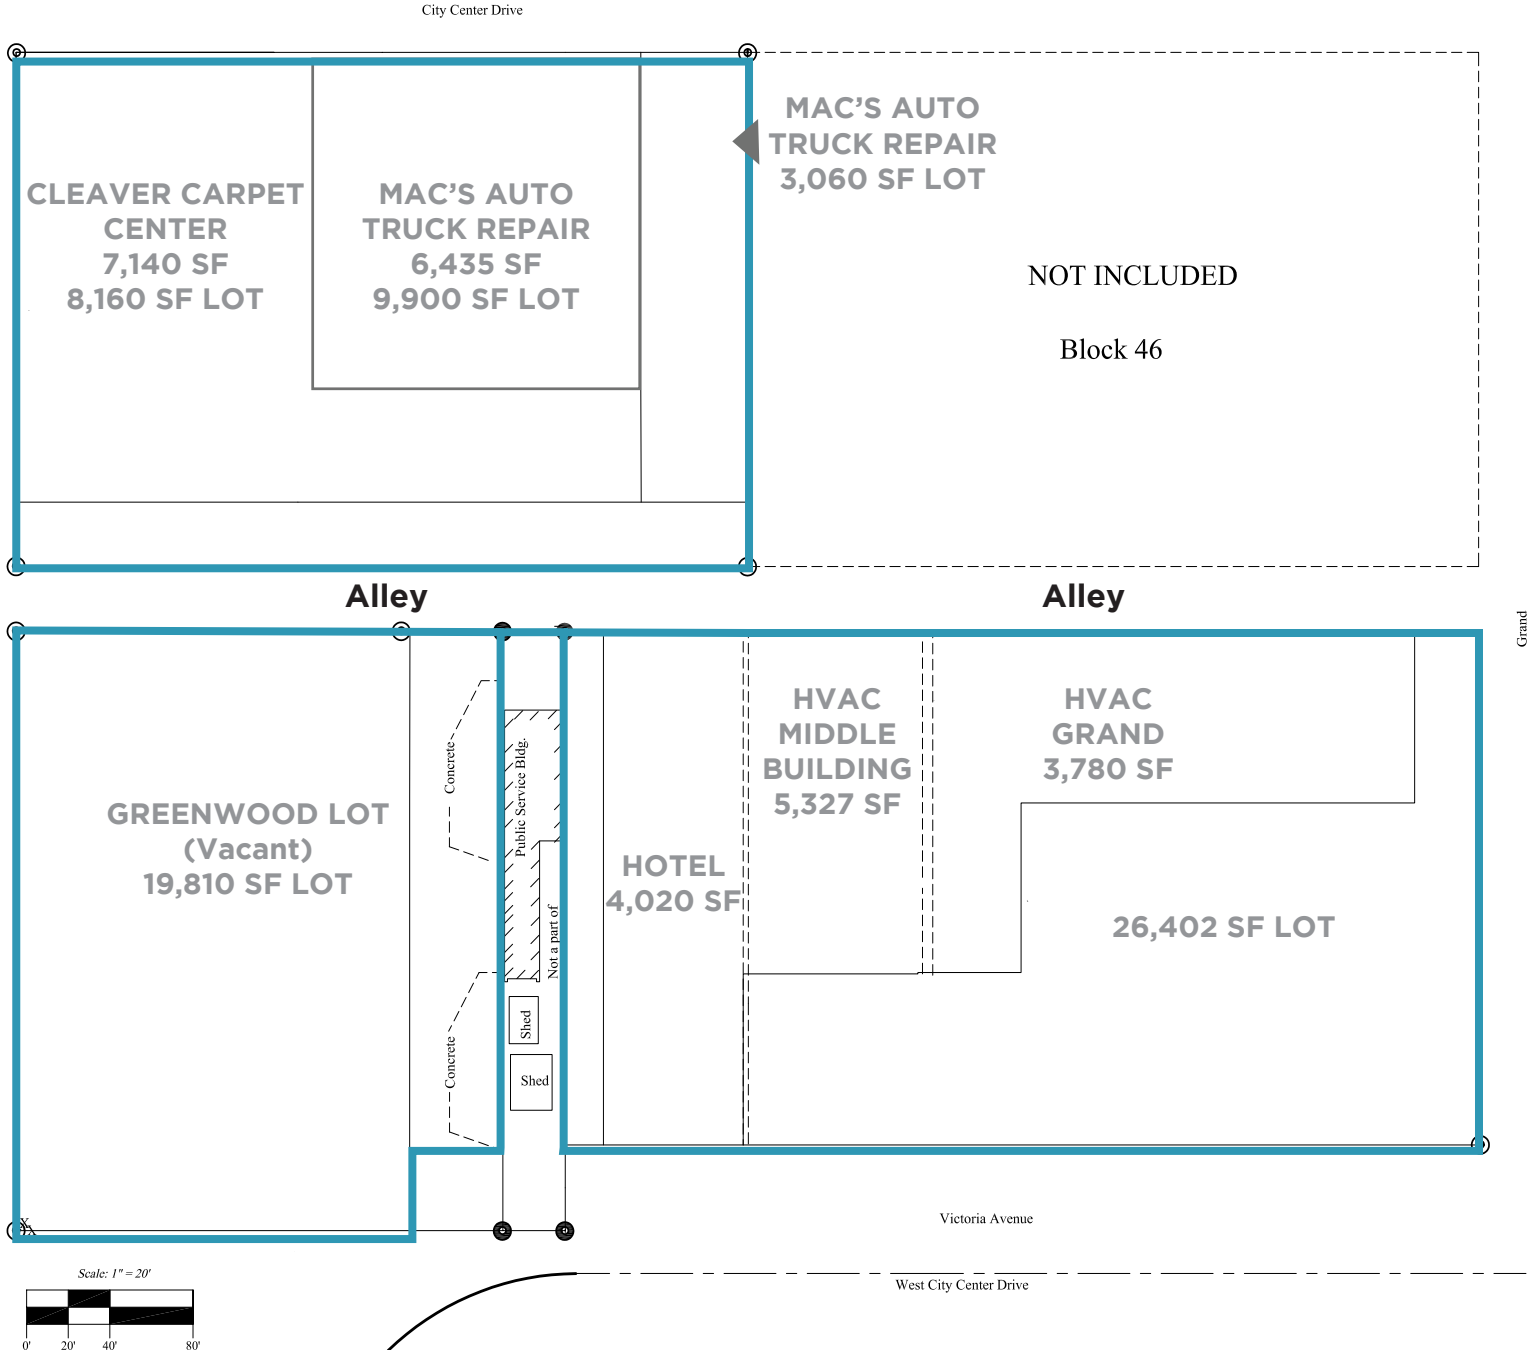 City Center Drive
MAC’S AUTO
TRUCK REPAIR
3,060 SF LOT
CLEAVER CARPET
CENTER
7,140 SF
8,160 SF LOT
MAC’S AUTO
TRUCK REPAIR
6,435 SF
9,900 SF LOT
NOT INCLUDED
Block 46
Alley
Alley
Grand
GREENWOOD LOT
(Vacant)
19,810 SF LOT
Concrete
Concrete
Public Service Bldg.
Not a part of
Shed
Shed
HOTEL
4,020 SF
HVAC
MIDDLE
BUILDING
5,327 SF
HVAC
GRAND
3,780 SF
26,402 SF LOT
X
X
Victoria Avenue
West City Center Drive
Scale: 1" = 20'
0' 20' 40' 80'